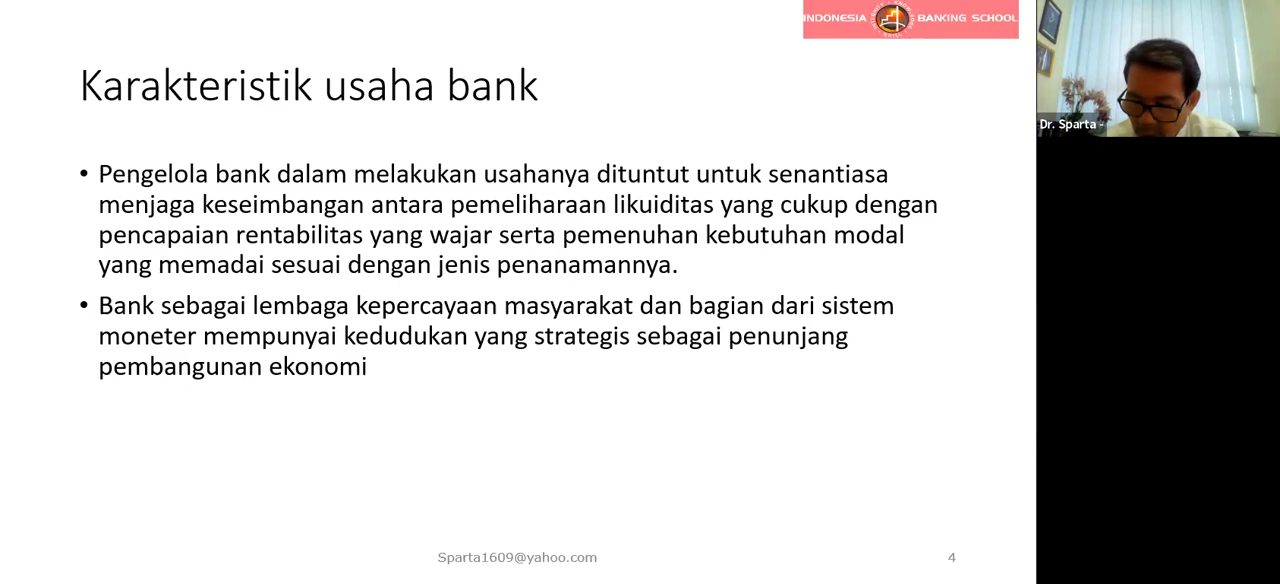 INDONESIA BANKING SCHOOL
Karakteristik usaha bank
• Pengelola bank dalam melakukan usahanya dituntut untuk senantiasa
menjaga keseimbangan antara pemeliharaan likuiditas yang cukup dengan
pencapaian rentabilitas yang wajar serta pemenuhan kebutuhan modal
yang memadai sesuai dengan jenis penanamannya.
• Bank sebagai lembaga kepercayaan masyarakat dan bagian dari sistem
moneter mempunyai kedudukan yang strategis sebagai penunjang
pembangunan ekonomi
Sparta1609@yahoo.com
4
Dr. Sparta -